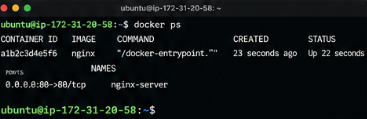 ubuntu@ip-172-31-20-58: ~
ubuntu@ip-172-31-20-58:~$ docker ps
CONTAINER ID IMAGE COMMAND CREATED STATUS
a1b2c3d4e5f6 nginx "/docker-entrypoint.…" 23 seconds ago Up 22 seconds
PORTS NAMES
0.0.0.0:80->80/tcp nginx-server
ubuntu@ip-172-31-20-58:~$